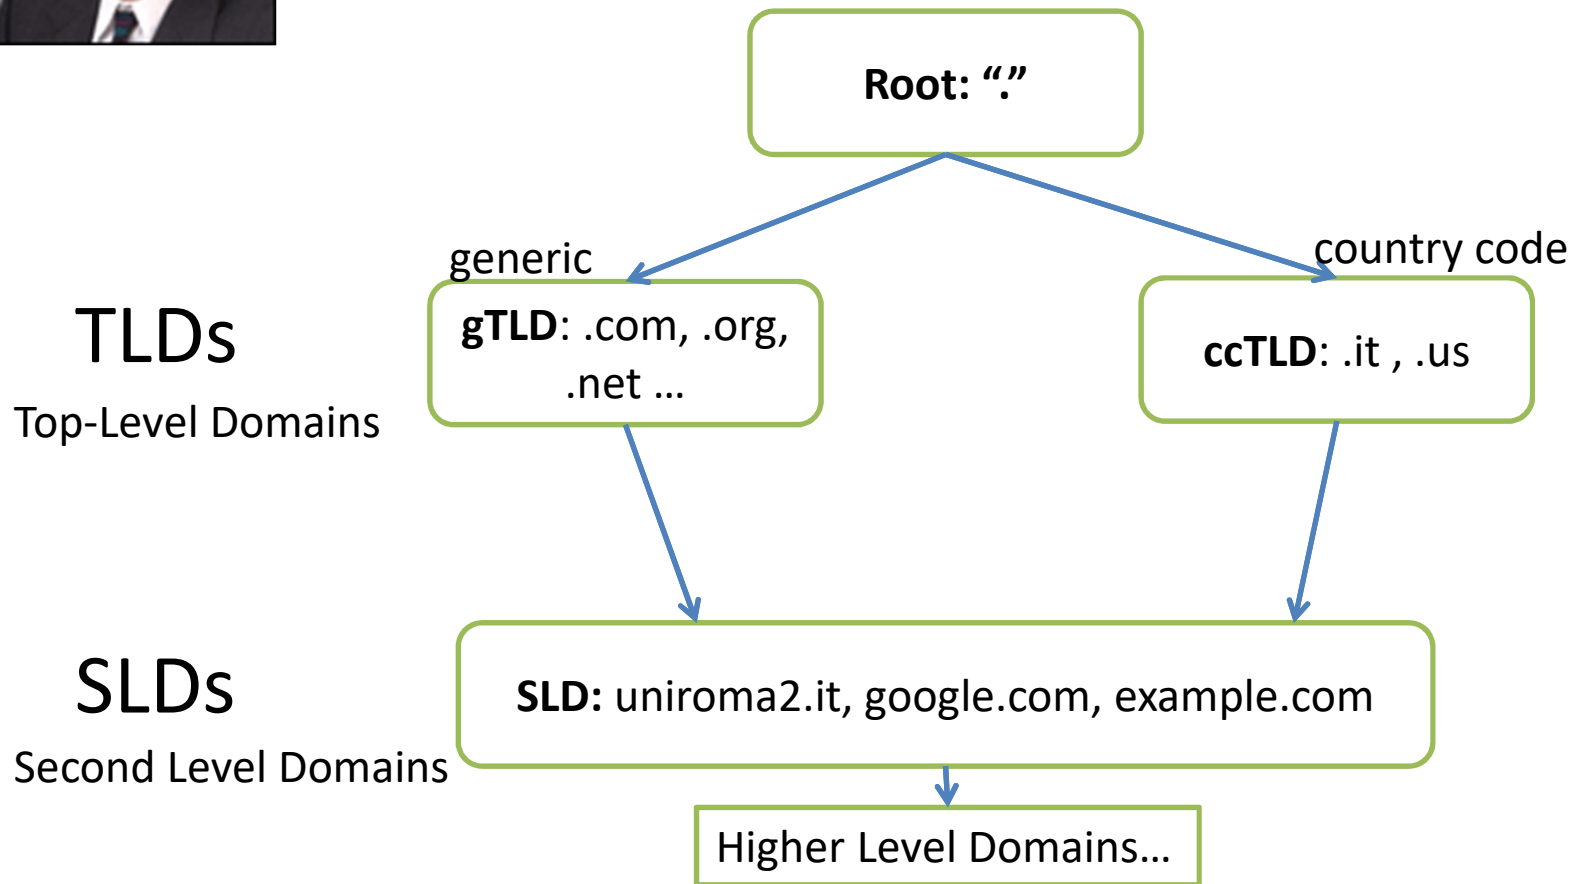 Root: “.”
generic
country code
TLDs
Top-Level Domains
gTLD: .com, .org,
.net …
ccTLD: .it , .us
SLDs
Second Level Domains
SLD: uniroma2.it, google.com, example.com
Higher Level Domains…